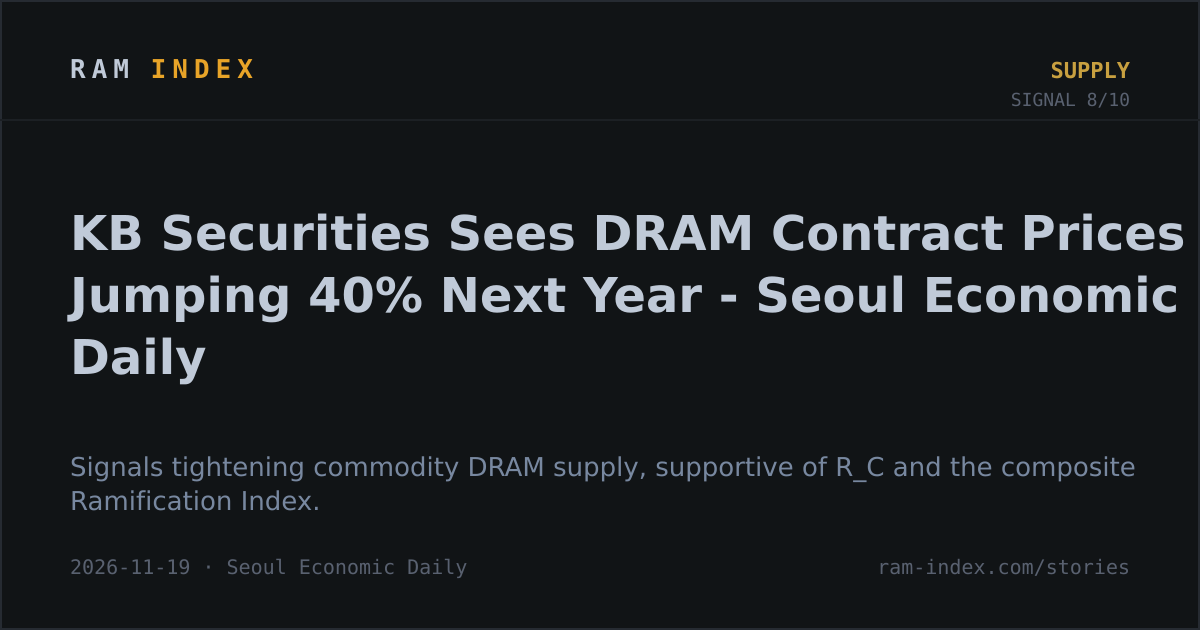 RAM INDEX
SUPPLY
SIGNAL 8/10
KB Securities Sees DRAM Contract Prices
Jumping 40% Next Year - Seoul Economic
Daily
Signals tightening commodity DRAM supply, supportive of R_C and the composite
Ramification Index.
2026-11-19 · Seoul Economic Daily
ram-index.com/stories